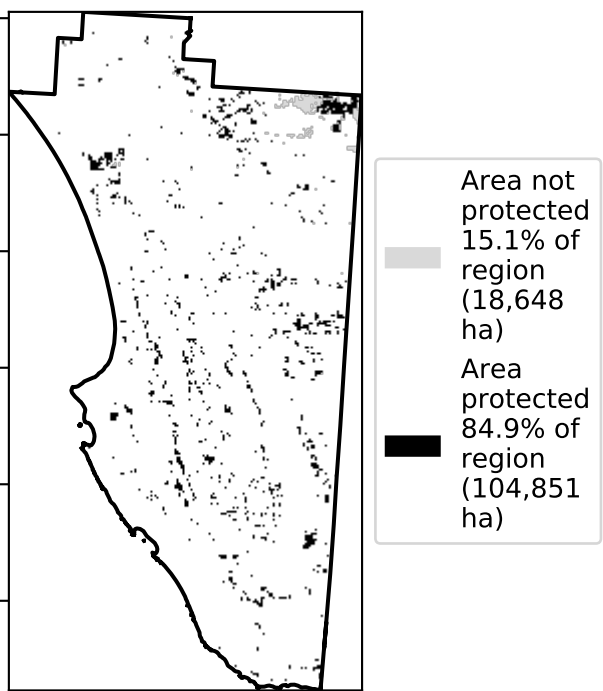 Area not
protected
15.1% of
region
(18,648
ha)
Area
protected
84.9% of
region
(104,851
ha)